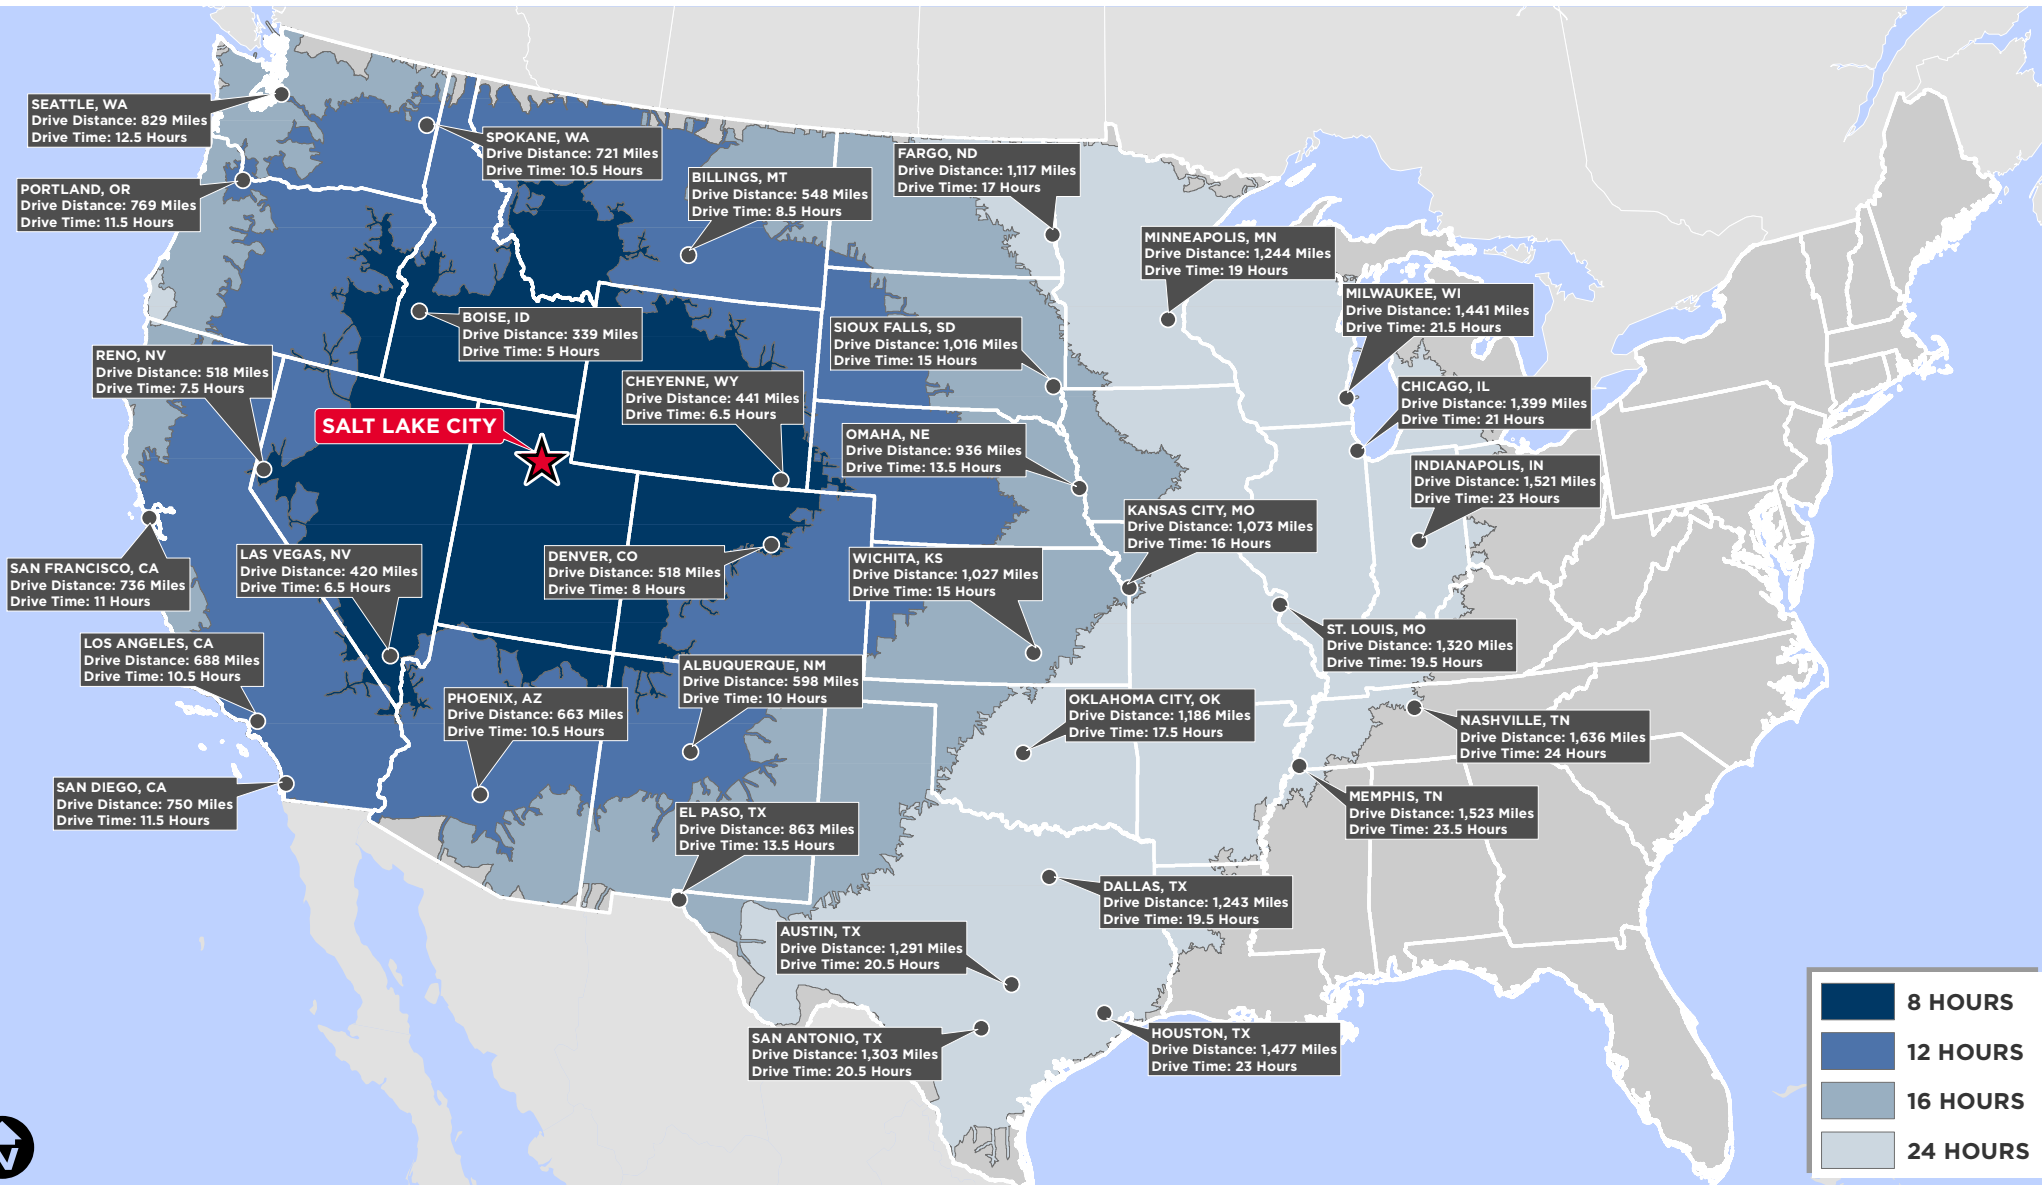 SEATTLE, WA
Drive Distance: 829 Miles
Drive Time: 12.5 Hours
SPOKANE, WA
Drive Distance: 721 Miles
Drive Time: 10.5 Hours
PORTLAND, OR
Drive Distance: 769 Miles
Drive Time: 11.5 Hours
BILLINGS, MT
Drive Distance: 548 Miles
Drive Time: 8.5 Hours
FARGO, ND
Drive Distance: 1,117 Miles
Drive Time: 17 Hours
MINNEAPOLIS, MN
Drive Distance: 1,244 Miles
Drive Time: 19 Hours
MILWAUKEE, WI
Drive Distance: 1,441 Miles
Drive Time: 21.5 Hours
BOISE, ID
Drive Distance: 339 Miles
Drive Time: 5 Hours
SIOUX FALLS, SD
Drive Distance: 1,016 Miles
Drive Time: 15 Hours
RENO, NV
Drive Distance: 518 Miles
Drive Time: 7.5 Hours
CHEYENNE, WY
Drive Distance: 441 Miles
Drive Time: 6.5 Hours
CHICAGO, IL
Drive Distance: 1,399 Miles
Drive Time: 21 Hours
SALT LAKE CITY
OMAHA, NE
Drive Distance: 936 Miles
Drive Time: 13.5 Hours
INDIANAPOLIS, IN
Drive Distance: 1,521 Miles
Drive Time: 23 Hours
KANSAS CITY, MO
Drive Distance: 1,073 Miles
Drive Time: 16 Hours
SAN FRANCISCO, CA
Drive Distance: 736 Miles
Drive Time: 11 Hours
LAS VEGAS, NV
Drive Distance: 420 Miles
Drive Time: 6.5 Hours
DENVER, CO
Drive Distance: 518 Miles
Drive Time: 8 Hours
WICHITA, KS
Drive Distance: 1,027 Miles
Drive Time: 15 Hours
LOS ANGELES, CA
Drive Distance: 688 Miles
Drive Time: 10.5 Hours
ST. LOUIS, MO
Drive Distance: 1,320 Miles
Drive Time: 19.5 Hours
ALBUQUERQUE, NM
Drive Distance: 598 Miles
Drive Time: 10 Hours
PHOENIX, AZ
Drive Distance: 663 Miles
Drive Time: 10.5 Hours
OKLAHOMA CITY, OK
Drive Distance: 1,186 Miles
Drive Time: 17.5 Hours
NASHVILLE, TN
Drive Distance: 1,636 Miles
Drive Time: 24 Hours
SAN DIEGO, CA
Drive Distance: 750 Miles
Drive Time: 11.5 Hours
EL PASO, TX
Drive Distance: 863 Miles
Drive Time: 13.5 Hours
MEMPHIS, TN
Drive Distance: 1,523 Miles
Drive Time: 23.5 Hours
DALLAS, TX
Drive Distance: 1,243 Miles
Drive Time: 19.5 Hours
AUSTIN, TX
Drive Distance: 1,291 Miles
Drive Time: 20.5 Hours
SAN ANTONIO, TX
Drive Distance: 1,303 Miles
Drive Time: 20.5 Hours
HOUSTON, TX
Drive Distance: 1,477 Miles
Drive Time: 23 Hours
8 HOURS
12 HOURS
16 HOURS
24 HOURS
N